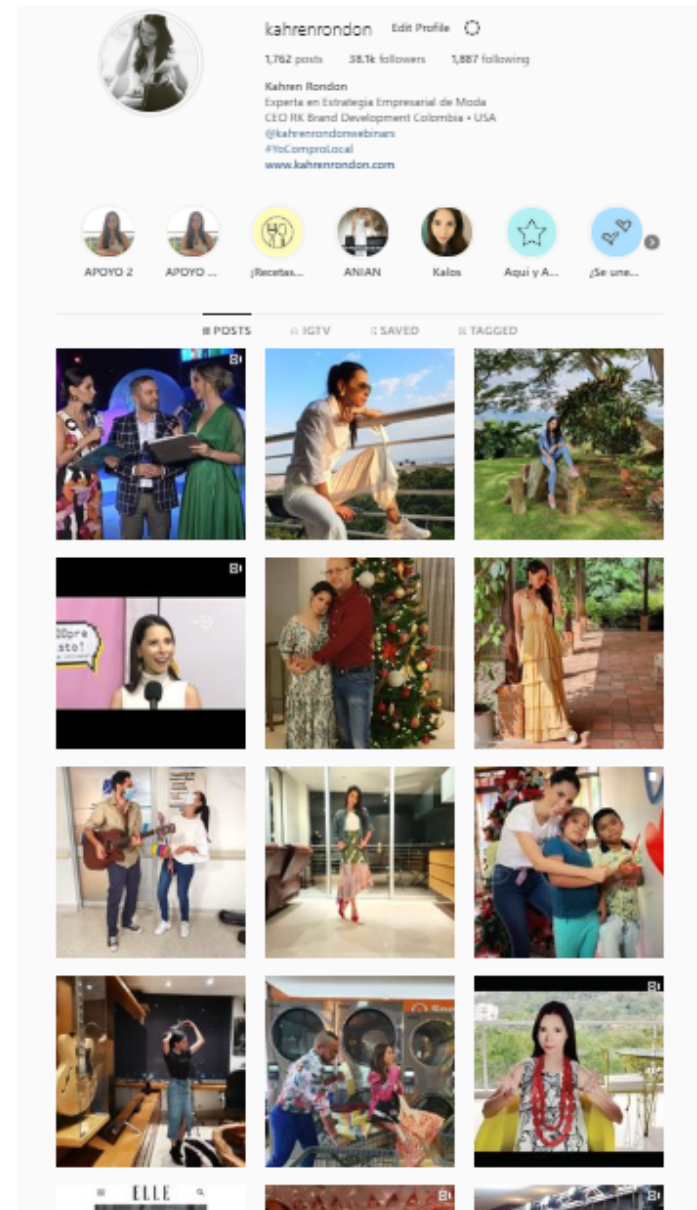 kahrenrondon Edit Profile
1,762 posts 38.1k followers 1,887 following
Kahren Rondon
Experta en Estrategia Empresarial de Moda
CEO RK Brand Development Colombia • USA
@kahrenrondonwebinars
#YoComproLocal
www.kahrenrondon.com
APOYO 2 APOYO ... ¡Recetas... ANIAN Kalos Aquí y A... ¿Se une...
POSTS IGTV SAVED TAGGED
ELLE